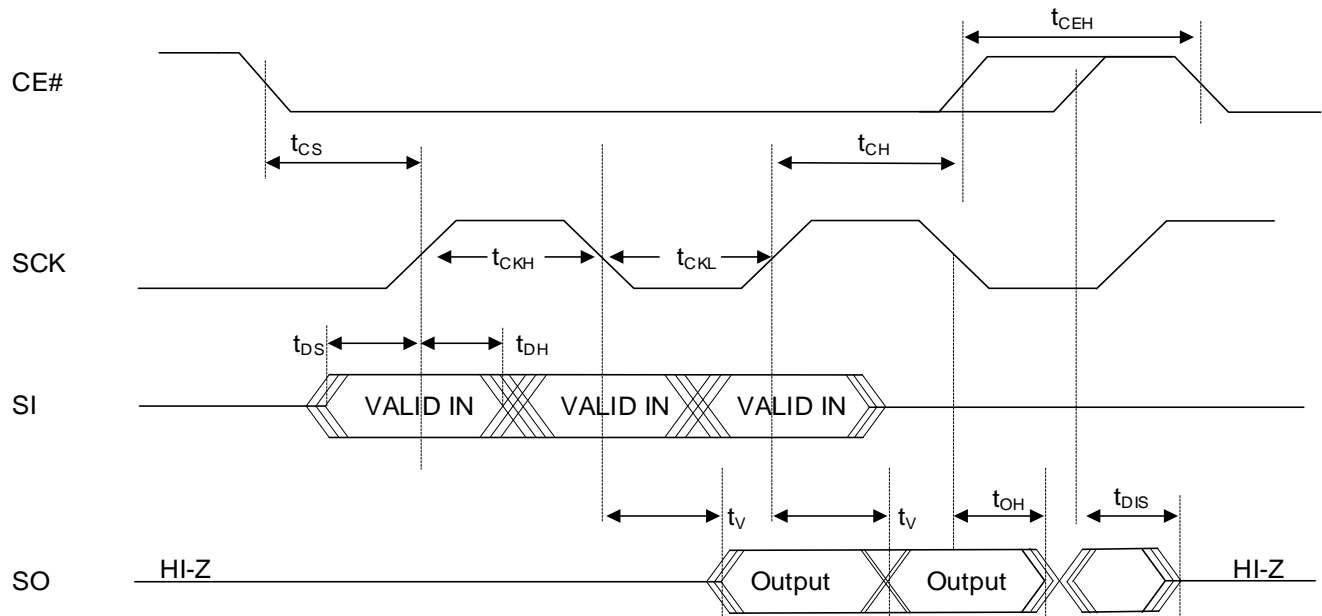 tCEH
CE#
tCS
tCH
SCK
tCKH
tCKL
tDS
tDH
SI
VALID IN
VALID IN
VALID IN
tV
tV
tOH
tDIS
SO
HI-Z
Output
Output
HI-Z